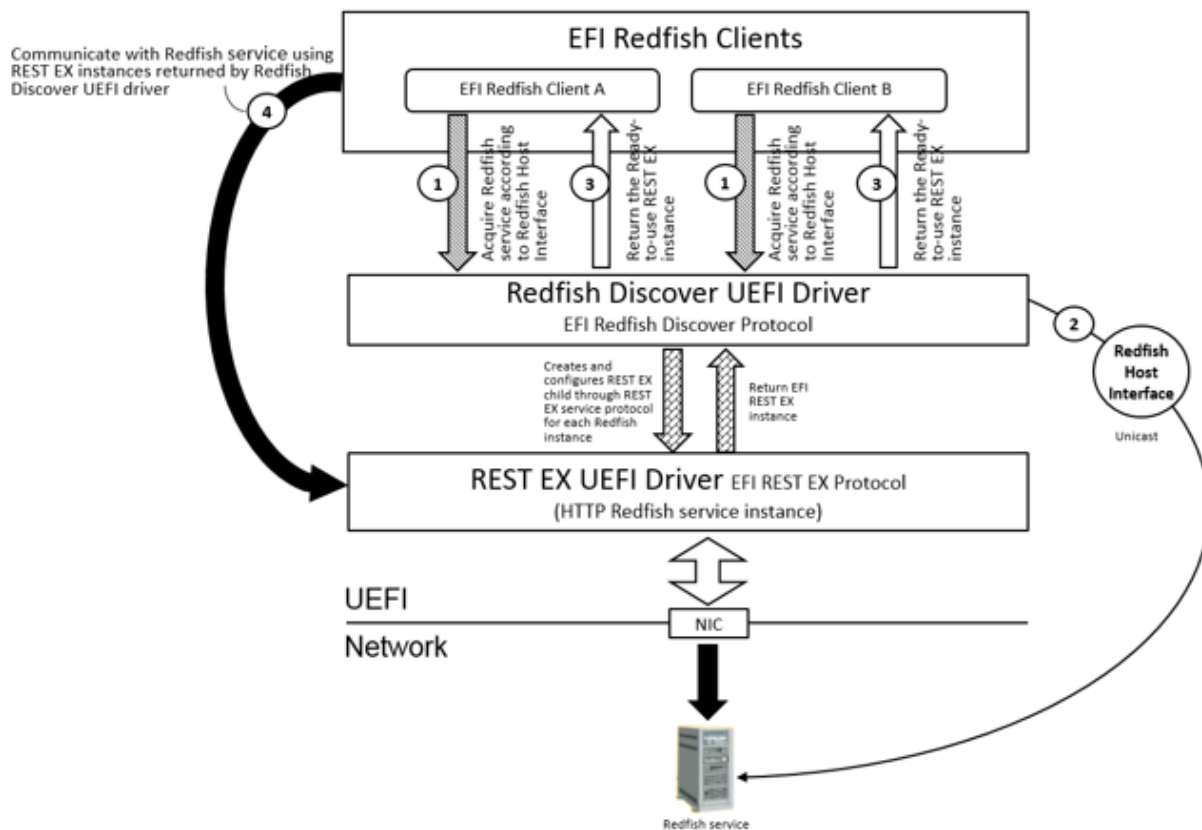 EFI Redfish Clients
Communicate with Redfish service using
REST EX instances returned by Redfish
Discover UEFI driver
4
EFI Redfish Client A
EFI Redfish Client B
1
Acquire Redfish
service according
to Redfish Host
Interface
3
Return the Ready-
to-use REST EX
instance
1
Acquire Redfish
service according
to Redfish Host
Interface
3
Return the Ready-
to-use REST EX
instance
Redfish Discover UEFI Driver
EFI Redfish Discover Protocol
2
Redfish
Host
Interface
Unicast
Creates and
configures REST EX
child through REST
EX service protocol
for each Redfish
instance
Return EFI
REST EX
instance
REST EX UEFI Driver EFI REST EX Protocol
(HTTP Redfish service instance)
UEFI
NIC
Network
Redfish service